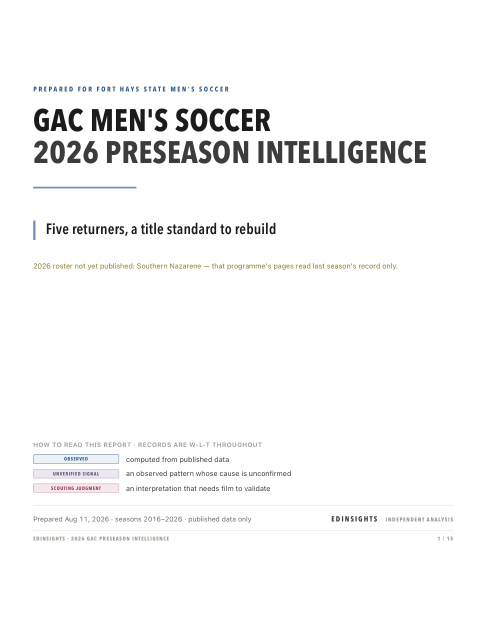 PREPARED FOR FORT HAYS STATE MEN'S SOCCER
GAC MEN'S SOCCER
2026 PRESEASON INTELLIGENCE
Five returners, a title standard to rebuild
2026 roster not yet published: Southern Nazarene — that programme's pages read last season's record only.
HOW TO READ THIS REPORT · RECORDS ARE W-L-T THROUGHOUT
OBSERVED computed from published data
UNVERIFIED SIGNAL an observed pattern whose cause is unconfirmed
SCOUTING JUDGMENT an interpretation that needs film to validate
Prepared Aug 11, 2026 · seasons 2016–2026 · published data only EDINSIGHTS INDEPENDENT ANALYSIS
EDINSIGHTS · 2026 GAC PRESEASON INTELLIGENCE 1 / 15